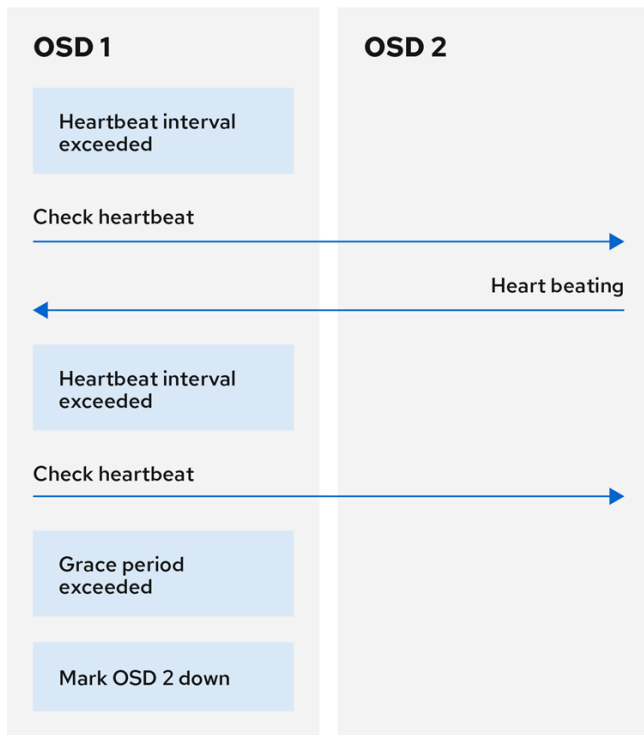 OSD 1
OSD 2
Heartbeat interval
exceeded
Check heartbeat
Heart beating
Heartbeat interval
exceeded
Check heartbeat
Grace period
exceeded
Mark OSD 2 down